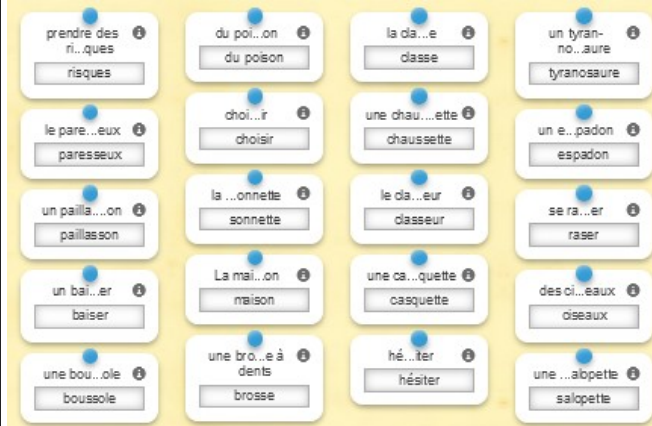 prendre des
ri...ques
risques
du poi...on
du poison
la cla...e
classe
un tyran-
no...aure
tyranosaure
le pare...eux
paresseux
choi...ir
choisir
une chau....ette
chaussette
un e...padon
espadon
un pailla....on
paillasson
la ...onnette
sonnette
le cla...eur
classeur
se ra...er
raser
un bai...er
baiser
La mai...on
maison
une ca...quette
casquette
des ci...eaux
ciseaux
une bou...ole
boussole
une bro...e à
dents
brosse
hé...iter
hésiter
une ...alopette
salopette